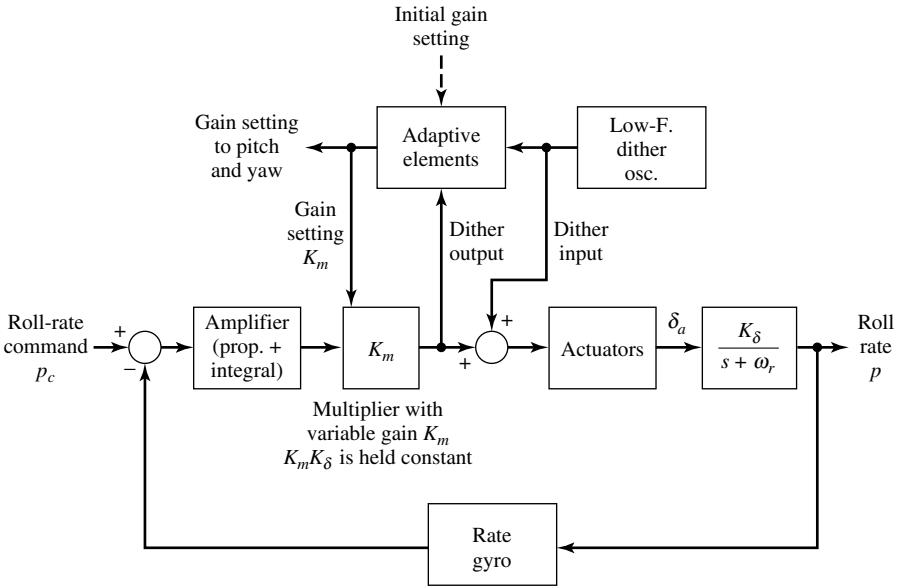 Initial gain
setting
Gain setting
to pitch
and yaw
Adaptive
elements
Low-F.
dither
osc.
Gain
setting
K_m
Dither
output
Dither
input
Roll-rate
command
p_c
+
−
Amplifier
(prop. +
integral)
K_m
+
+
Actuators
δ_a
K_δ
s + ω_r
Roll
rate
p
Multiplier with
variable gain K_m
K_m K_δ is held constant
Rate
gyro